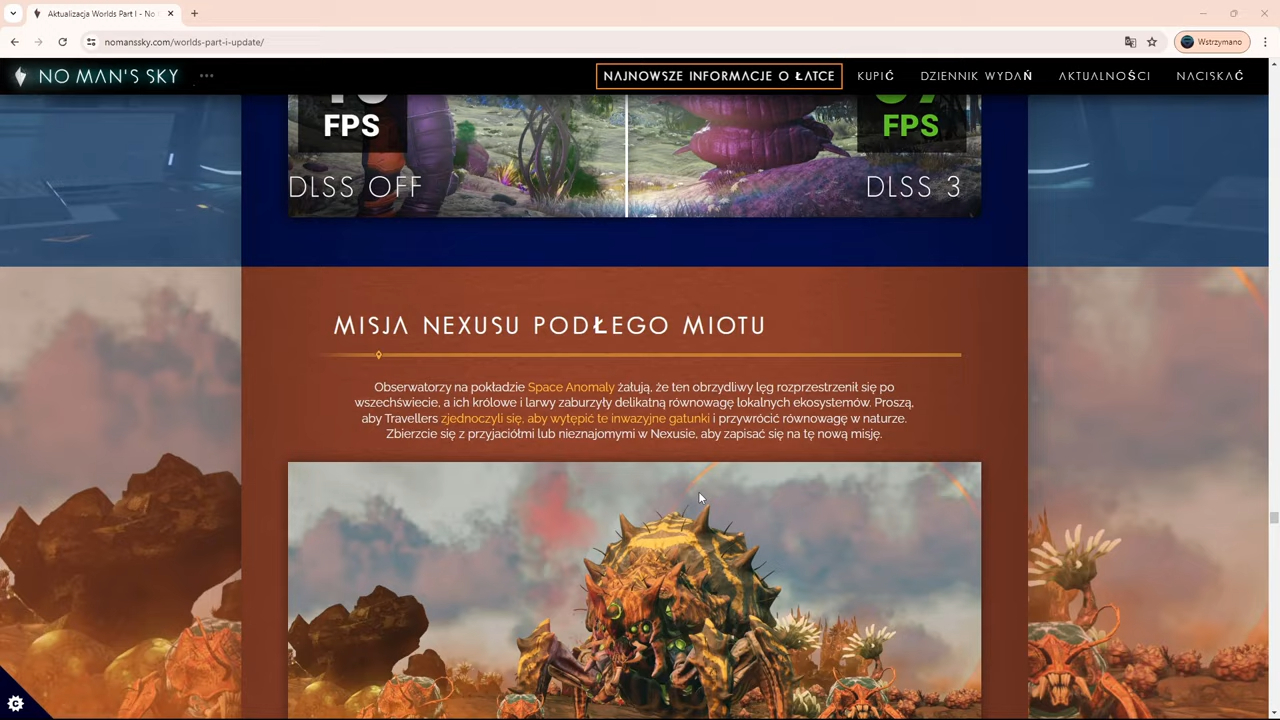 Aktualizacja Worlds Part I - No
nomanssky.com/worlds-part-i-update/
Wstrzymano
NO MAN'S SKY
NAJNOWSZE INFORMACJE O ŁATCE
KUPIĆ
DZIENNIK WYDAŃ
AKTUALNOŚCI
NACISKAĆ
FPS
FPS
DLSS OFF
DLSS 3
MISJA NEXUSU PODŁEGO MIOTU
Obserwatorzy na pokładzie Space Anomaly żałują, że ten obrzydliwy lęg rozprzestrzenił się po
wszechświecie, a ich królowe i larwy zaburzyły delikatną równowagę lokalnych ekosystemów. Proszą,
aby Travellers zjednoczyli się, aby wytępić te inwazyjne gatunki i przywrócić równowagę w naturze.
Zbierzcie się z przyjaciółmi lub nieznajomymi w Nexusie, aby zapisać się na tę nową misję.